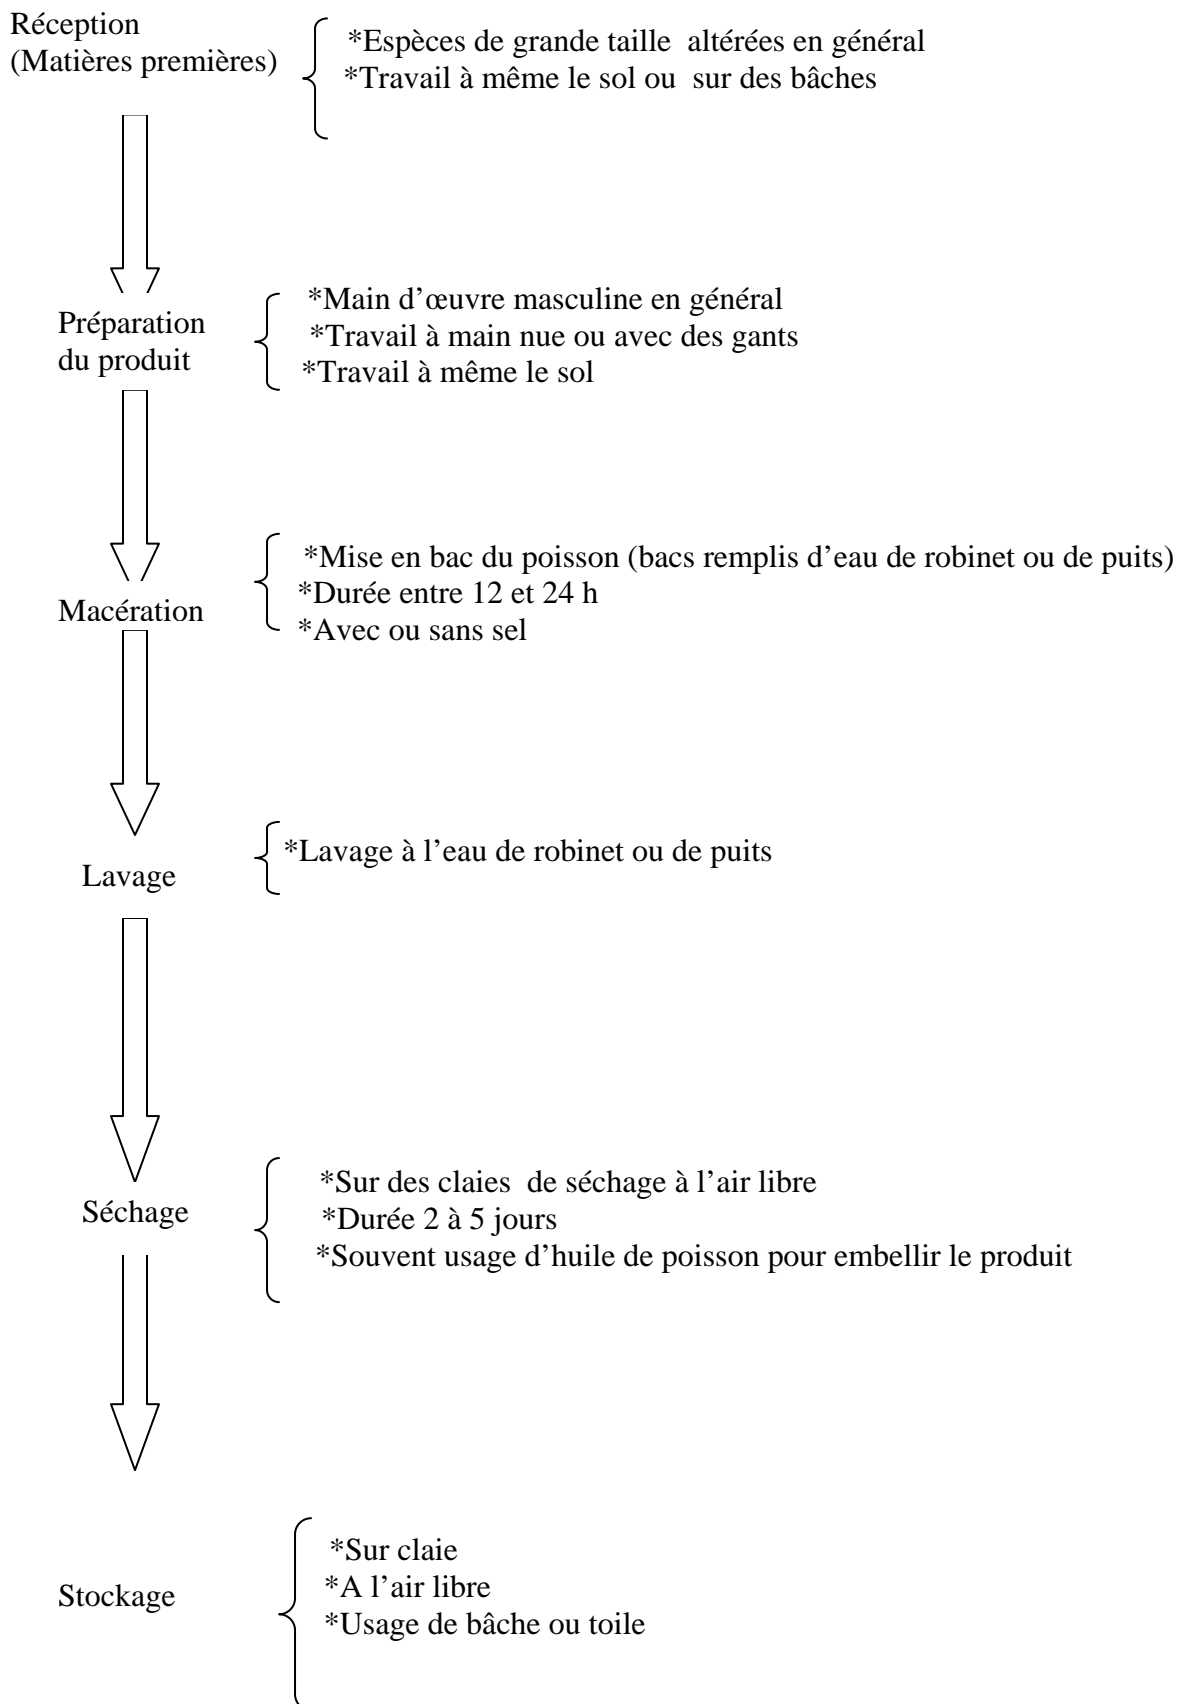 Réception
(Matières premières)
*Espèces de grande taille altérées en général
*Travail à même le sol ou sur des bâches
Préparation
du produit
*Main d’œuvre masculine en général
*Travail à main nue ou avec des gants
*Travail à même le sol
Macération
*Mise en bac du poisson (bacs remplis d’eau de robinet ou de puits)
*Durée entre 12 et 24 h
*Avec ou sans sel
Lavage
*Lavage à l’eau de robinet ou de puits
Séchage
*Sur des claies de séchage à l’air libre
*Durée 2 à 5 jours
*Souvent usage d’huile de poisson pour embellir le produit
Stockage
*Sur claie
*A l’air libre
*Usage de bâche ou toile